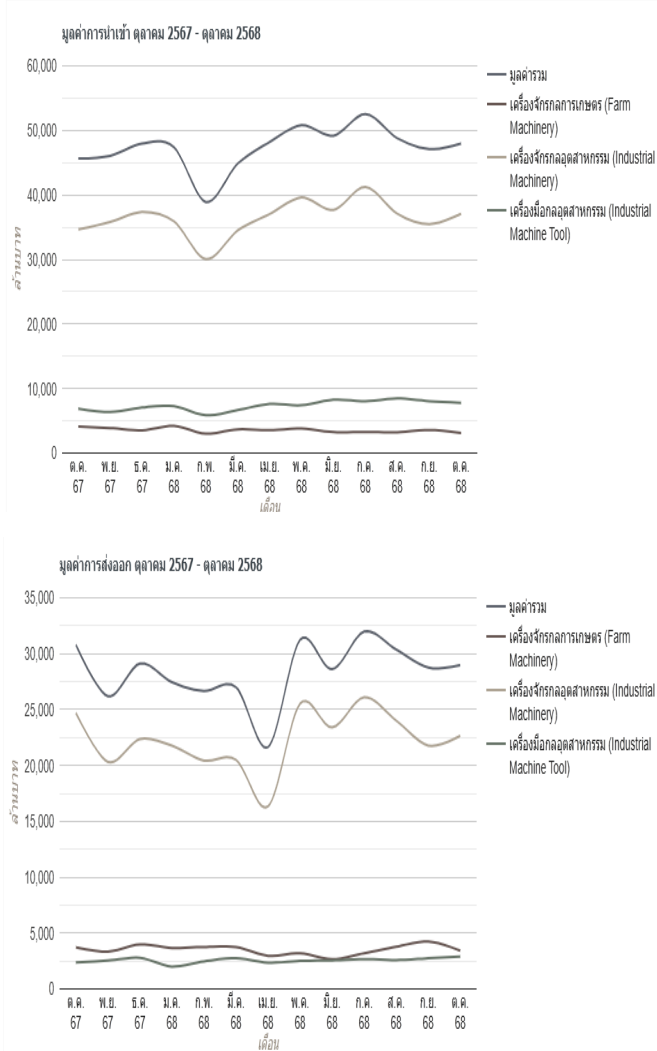 มูลค่าการนำเข้า ตุลาคม 2567 - ตุลาคม 2568
60,000
50,000
40,000
30,000
20,000
10,000
0
ล้านบาท
ต.ค. พ.ย. ธ.ค. ม.ค. ก.พ. มี.ค. เม.ย. พ.ค. มิ.ย. ก.ค. ส.ค. ก.ย. ต.ค.
67 67 67 68 68 68 68 68 68 68 68 68 68
เดือน
มูลค่ารวม
เครื่องจักรกลการเกษตร (Farm
Machinery)
เครื่องจักรกลอุตสาหกรรม (Industrial
Machinery)
เครื่องมือกลอุตสาหกรรม (Industrial
Machine Tool)
มูลค่าการส่งออก ตุลาคม 2567 - ตุลาคม 2568
35,000
30,000
25,000
20,000
15,000
10,000
5,000
0
ล้านบาท
ต.ค. พ.ย. ธ.ค. ม.ค. ก.พ. มี.ค. เม.ย. พ.ค. มิ.ย. ก.ค. ส.ค. ก.ย. ต.ค.
67 67 67 68 68 68 68 68 68 68 68 68 68
เดือน
มูลค่ารวม
เครื่องจักรกลการเกษตร (Farm
Machinery)
เครื่องจักรกลอุตสาหกรรม (Industrial
Machinery)
เครื่องมือกลอุตสาหกรรม (Industrial
Machine Tool)